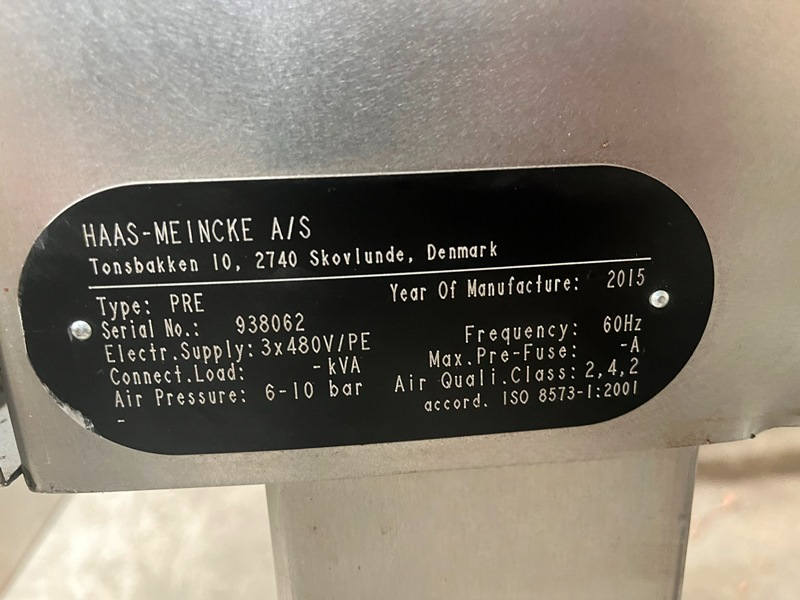 HAAS-MEINCKE A/S
Tonsbakken 10, 2740 Skovlunde, Denmark
Type: PRE Year Of Manufacture: 2015
Serial No.: 938062
Electr.Supply: 3x480V/PE Frequency: 60Hz
Connect.Load: -kVA Max.Pre-Fuse: -A
Air Pressure: 6-10 bar Air Quali.Class: 2,4,2
- accord. ISO 8573-1:2001